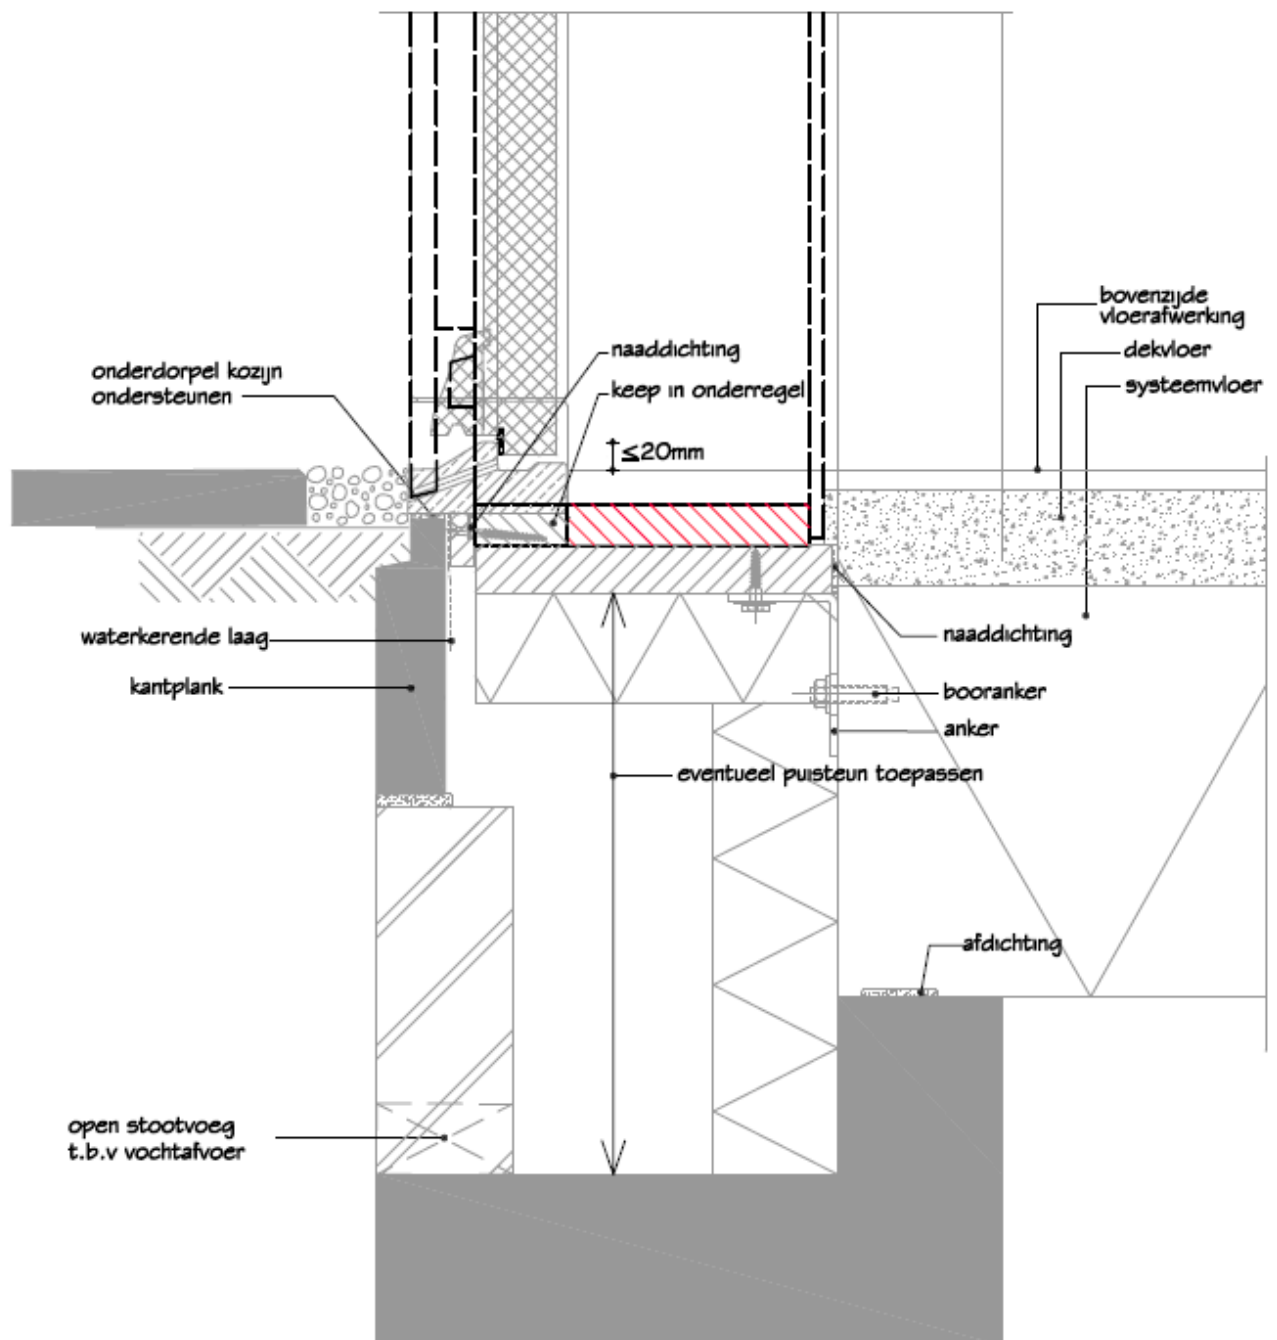 bovenzijde
vloerafwerking
naaddichting
dekvloer
onderdorpel kozijn
ondersteunen
keep in onderregel
systeemvloer
≤20mm
waterkerende laag
naaddichting
kantplank
booranker
anker
eventueel puisteun toepassen
afdichting
open stootvoeg
t.b.v vochtafvoer